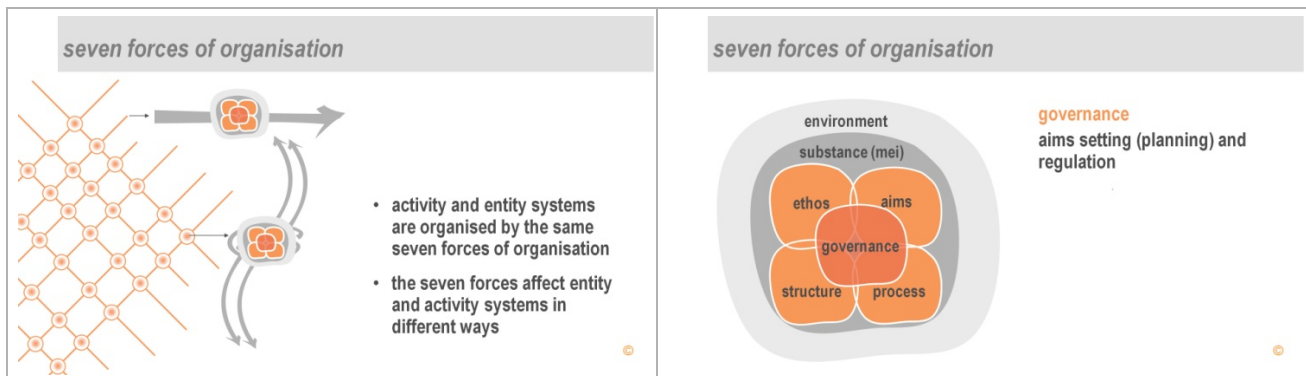 seven forces of organisation
• activity and entity systems
are organised by the same
seven forces of organisation
• the seven forces affect entity
and activity systems in
different ways
©
seven forces of organisation
environment
substance (mei)
ethos aims
governance
structure process
governance
aims setting (planning) and
regulation
©